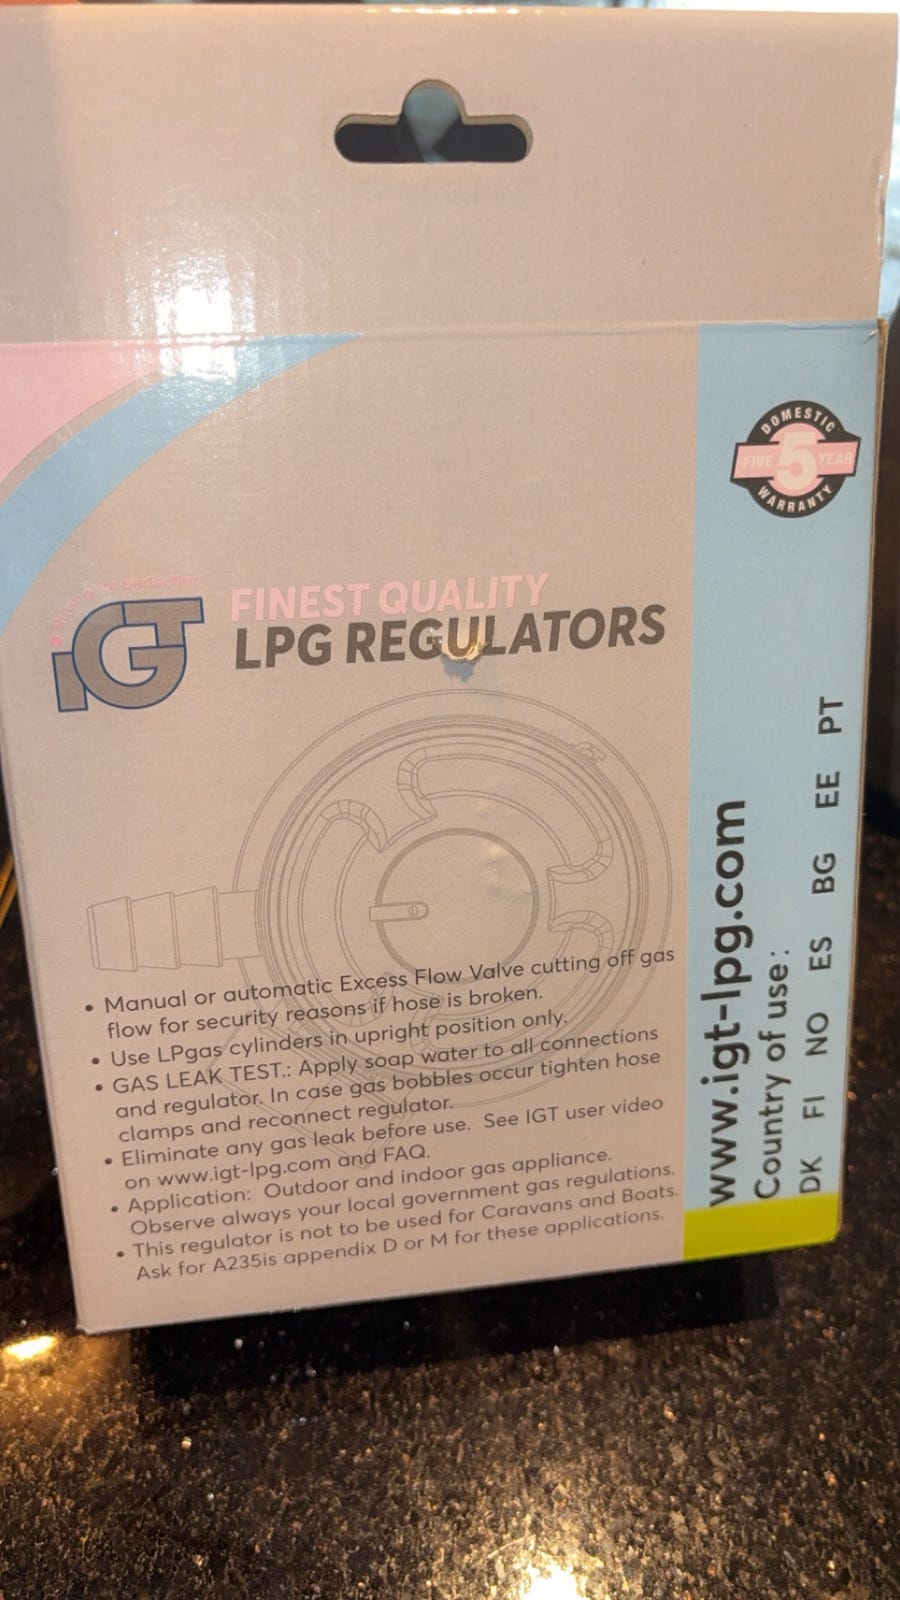 IGT
FINEST QUALITY
LPG REGULATORS
• Manual or automatic Excess Flow Valve cutting off gas
flow for security reasons if hose is broken.
• Use LPgas cylinders in upright position only.
• GAS LEAK TEST.: Apply soap water to all connections
and regulator. In case gas bobbles occur tighten hose
clamps and reconnect regulator.
• Eliminate any gas leak before use. See IGT user video
on www.igt-lpg.com and FAQ.
• Application: Outdoor and indoor gas appliance.
Observe always your local government gas regulations.
• This regulator is not to be used for Caravans and Boats.
Ask for A235is appendix D or M for these applications.
DOMESTIC
FIVE 5 YEAR
WARRANTY
www.igt-lpg.com
Country of use:
DK FI NO ES BG EE PT